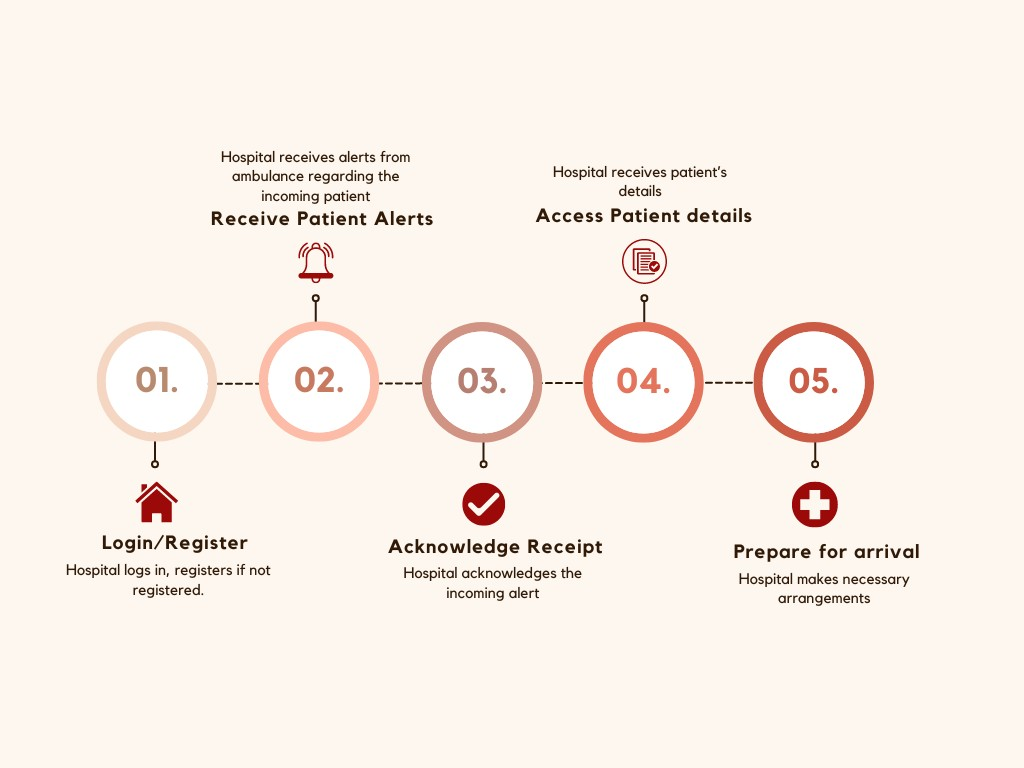 Hospital receives alerts from
ambulance regarding the
incoming patient
Receive Patient Alerts
Hospital receives patient's
details
Access Patient details
01.
02.
03.
04.
05.
Login/Register
Hospital logs in, registers if not
registered.
Acknowledge Receipt
Hospital acknowledges the
incoming alert
Prepare for arrival
Hospital makes necessary
arrangements